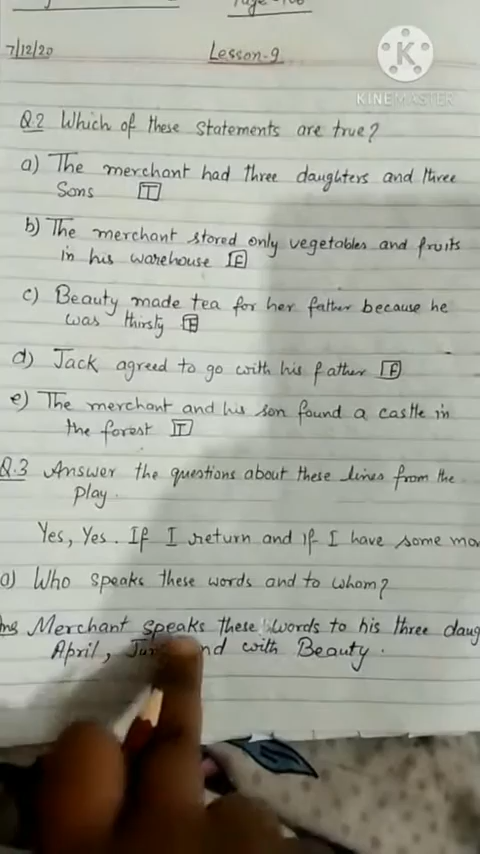 7/12/20
Lesson-9
K
KINEMASTER
Q.2 Which of these statements are true?
a) The merchant had three daughters and three
Sons T
b) The merchant stored only vegetables and fruits
in his warehouse F
c) Beauty made tea for her father because he
was thirsty
d) Jack agreed to go with his father F
e) The merchant and his son found a castle in
the forest T
Q.3 Answer the questions about these lines from the
play.
Yes, Yes. If I return and if I have some
a) Who speaks these words and to whom?
Ans Merchant speaks these words to his three
April, and with Beauty.